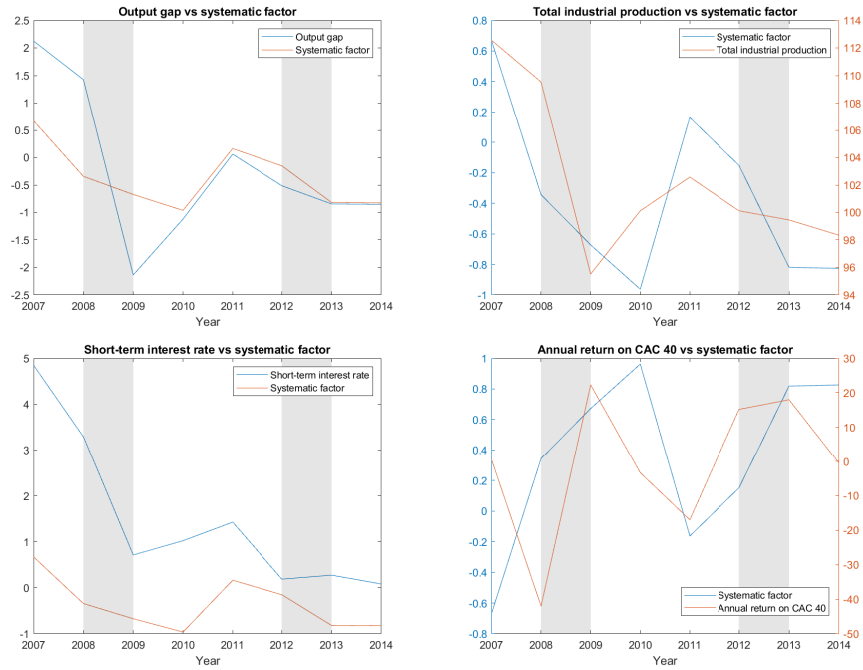 Output gap vs systematic factor
2.5
2
1.5
1
0.5
0
-0.5
-1
-1.5
-2
-2.5
Output gap
Systematic factor
2007 2008 2009 2010 2011 2012 2013 2014
Year
Total industrial production vs systematic factor
0.8
0.6
0.4
0.2
0
-0.2
-0.4
-0.6
-0.8
-1
Systematic factor
Total industrial production
114
112
110
108
106
104
102
100
98
96
94
2007 2008 2009 2010 2011 2012 2013 2014
Year
Short-term interest rate vs systematic factor
5
4
3
2
1
0
-1
Short-term interest rate
Systematic factor
2007 2008 2009 2010 2011 2012 2013 2014
Year
Annual return on CAC 40 vs systematic factor
1
0.8
0.6
0.4
0.2
0
-0.2
-0.4
-0.6
-0.8
30
20
10
0
-10
-20
-30
-40
-50
Systematic factor
Annual return on CAC 40
2007 2008 2009 2010 2011 2012 2013 2014
Year